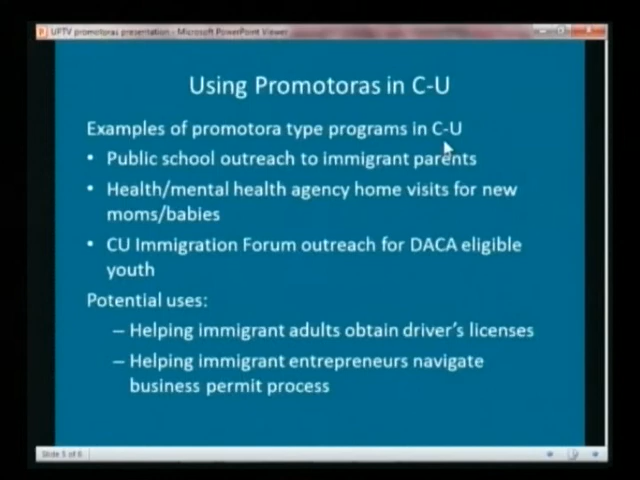 UPTV promotoras presentation - Microsoft PowerPoint Viewer
Using Promotoras in C-U
Examples of promotora type programs in C-U
• Public school outreach to immigrant parents
• Health/mental health agency home visits for new
moms/babies
• CU Immigration Forum outreach for DACA eligible
youth
Potential uses:
– Helping immigrant adults obtain driver's licenses
– Helping immigrant entrepreneurs navigate
business permit process
Slide 5 of 6